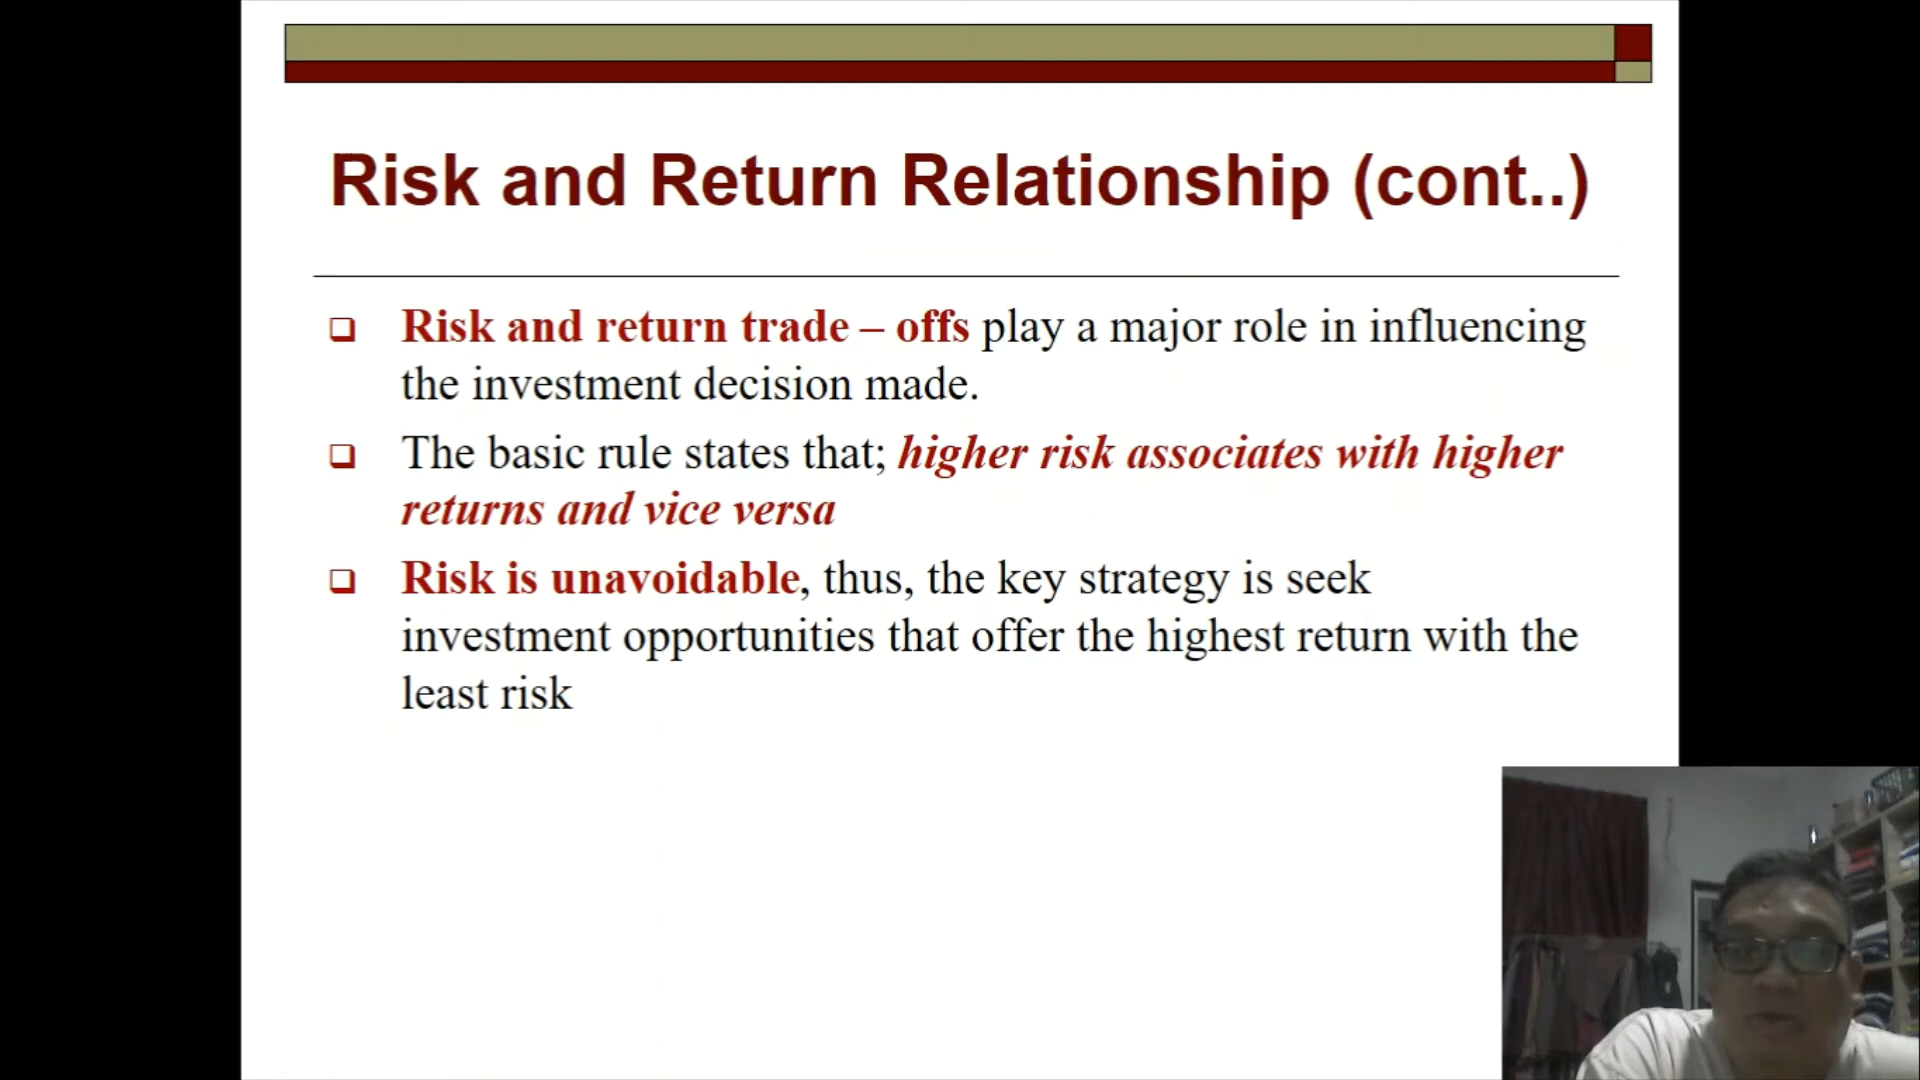 Risk and Return Relationship (cont..)
Risk and return trade – offs play a major role in influencing
the investment decision made.
The basic rule states that; higher risk associates with higher
returns and vice versa
Risk is unavoidable, thus, the key strategy is seek
investment opportunities that offer the highest return with the
least risk